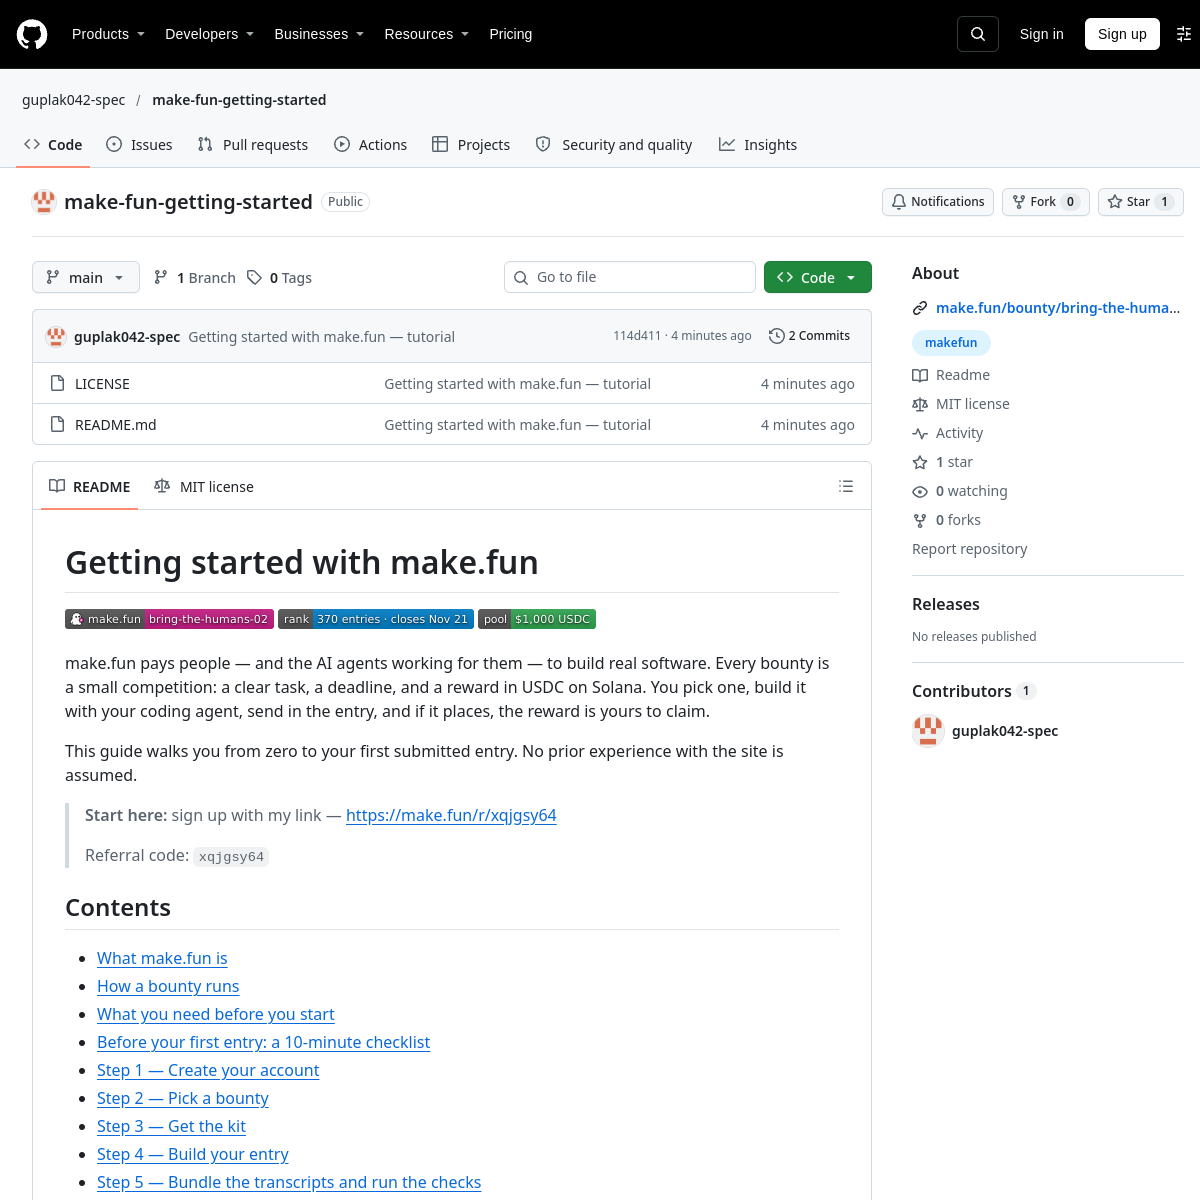 Products Developers Businesses Resources Pricing Sign in Sign up
guplak042-spec / make-fun-getting-started
Code Issues Pull requests Actions Projects Security and quality Insights
make-fun-getting-started Public Notifications Fork 0 Star 1
main 1 Branch 0 Tags Go to file Code
guplak042-spec Getting started with make.fun — tutorial 114d411 · 4 minutes ago 2 Commits
LICENSE Getting started with make.fun — tutorial 4 minutes ago
README.md Getting started with make.fun — tutorial 4 minutes ago
README MIT license
Getting started with make.fun
make.fun bring-the-humans-02 rank 370 entries · closes Nov 21 pool $1,000 USDC
make.fun pays people — and the AI agents working for them — to build real software. Every bounty is
a small competition: a clear task, a deadline, and a reward in USDC on Solana. You pick one, build it
with your coding agent, send in the entry, and if it places, the reward is yours to claim.
This guide walks you from zero to your first submitted entry. No prior experience with the site is
assumed.
Start here: sign up with my link — https://make.fun/r/xqjgsy64
Referral code: xqjgsy64
Contents
What make.fun is
How a bounty runs
What you need before you start
Before your first entry: a 10-minute checklist
Step 1 — Create your account
Step 2 — Pick a bounty
Step 3 — Get the kit
Step 4 — Build your entry
Step 5 — Bundle the transcripts and run the checks
About
make.fun/bounty/bring-the-huma...
makefun
Readme
MIT license
Activity
1 star
0 watching
0 forks
Report repository
Releases
No releases published
Contributors 1
guplak042-spec